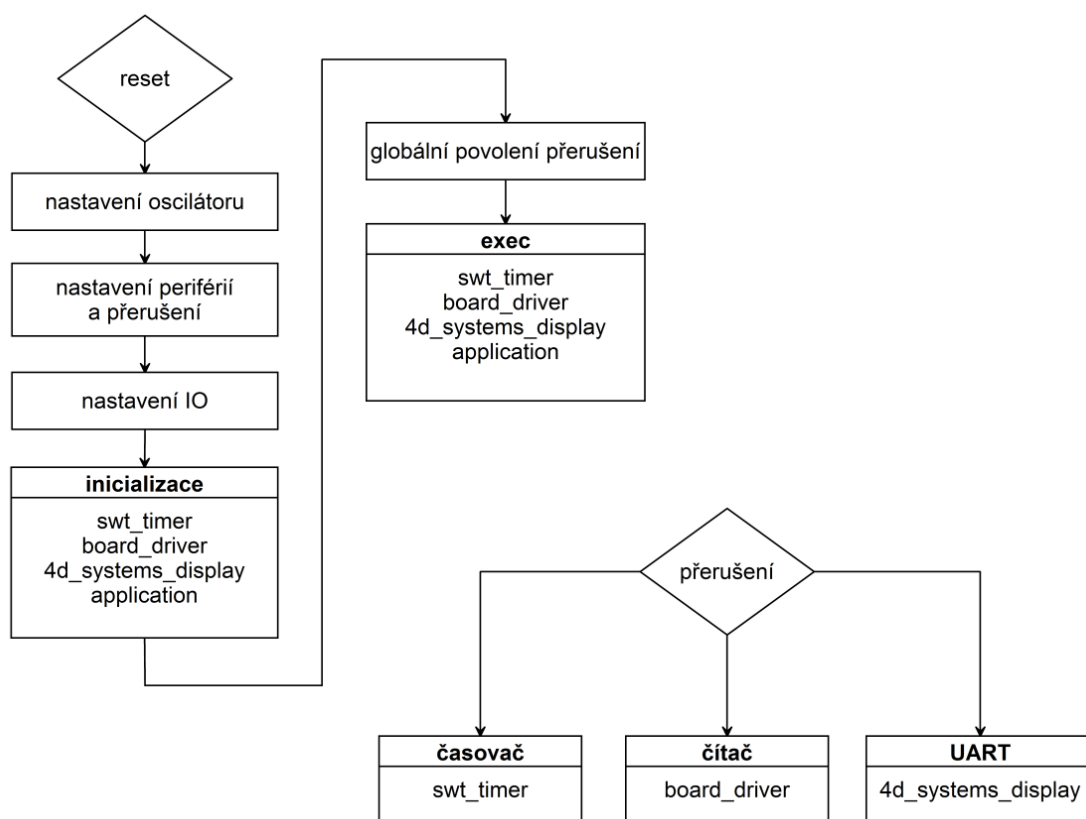 reset
nastavení oscilátoru
nastavení periférií
a přerušení
nastavení IO
inicializace
swt_timer
board_driver
4d_systems_display
application
globální povolení přerušení
exec
swt_timer
board_driver
4d_systems_display
application
přerušení
časovač
swt_timer
čítač
board_driver
UART
4d_systems_display